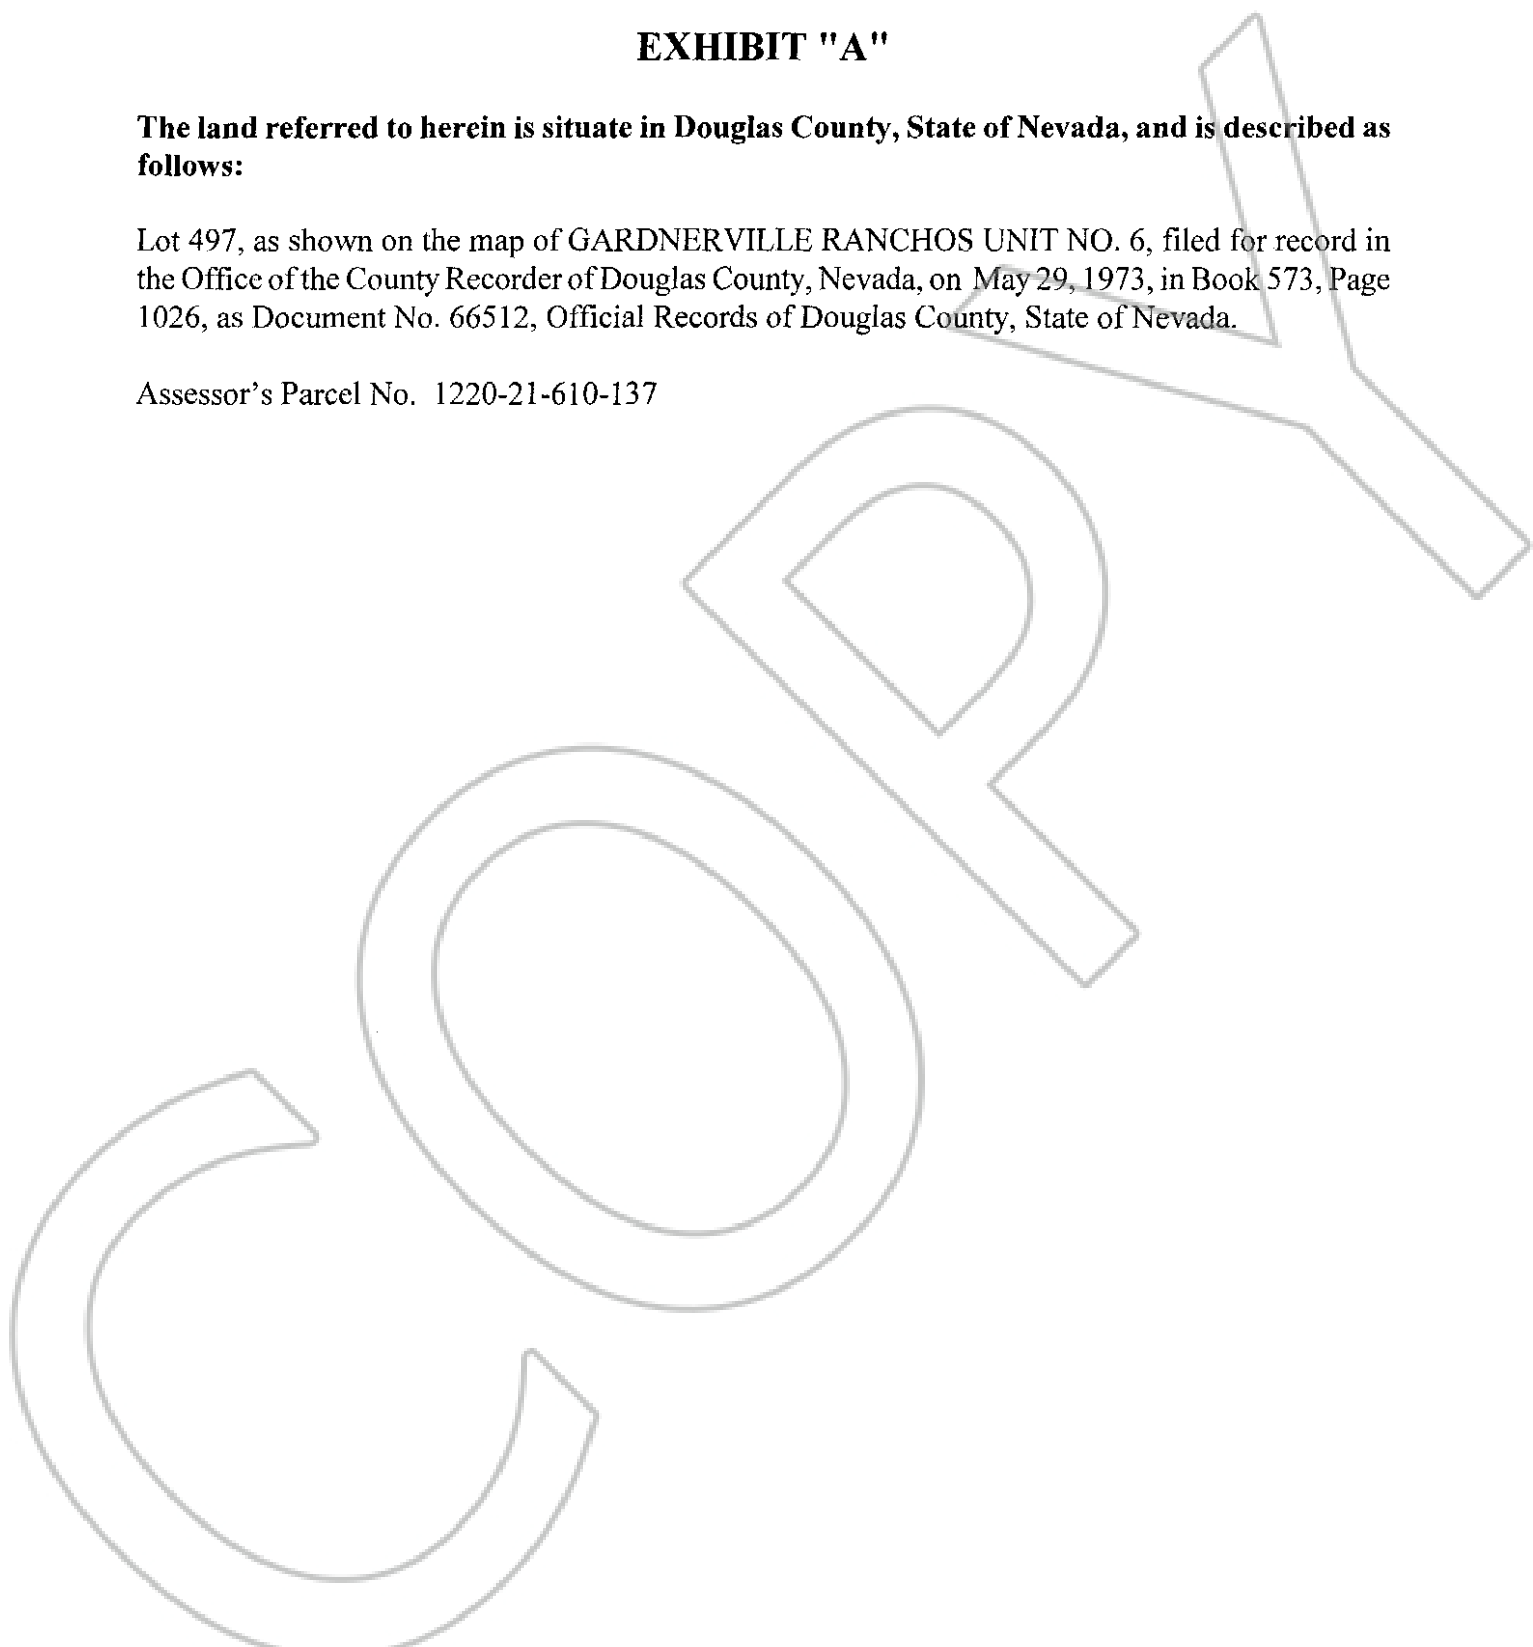 EXHIBIT "A"
The land referred to herein is situate in Douglas County, State of Nevada, and is described as
follows:
Lot 497, as shown on the map of GARDNERVILLE RANCHOS UNIT NO. 6, filed for record in
the Office of the County Recorder of Douglas County, Nevada, on May 29, 1973, in Book 573, Page
1026, as Document No. 66512, Official Records of Douglas County, State of Nevada.
Assessor's Parcel No. 1220-21-610-137
COPY